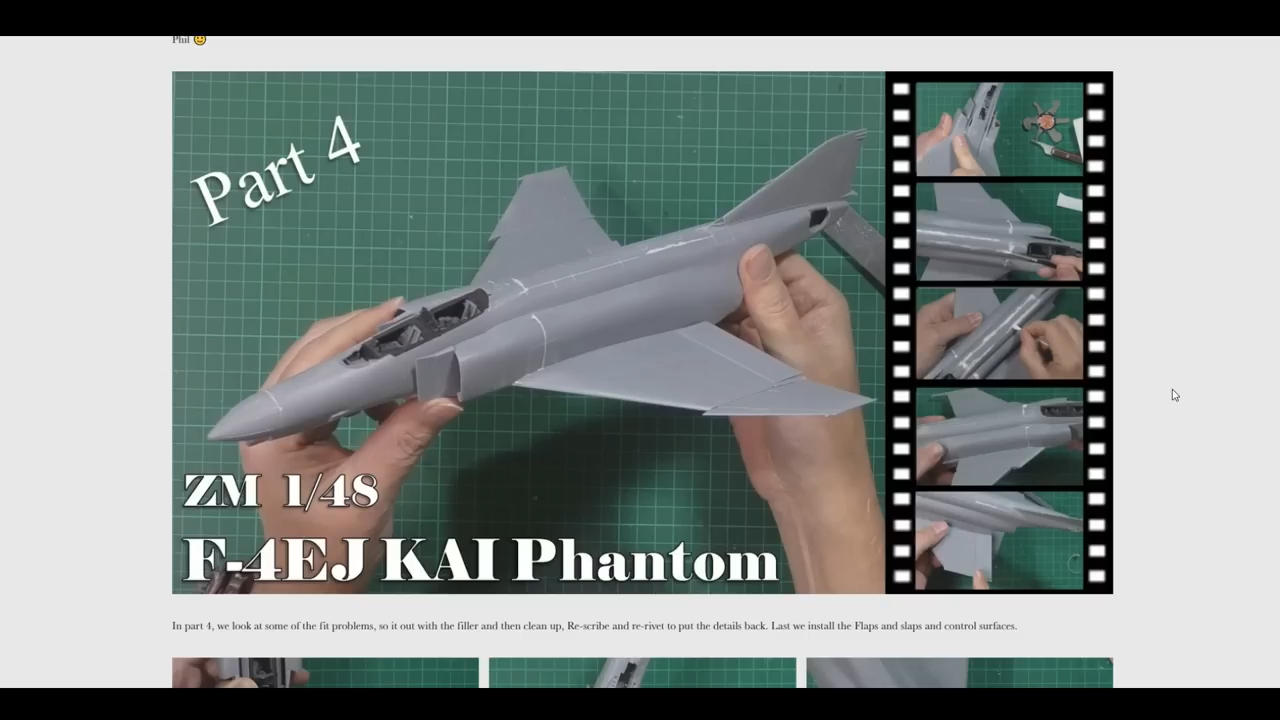 Phil
Part 4
ZM 1/48
F-4EJ KAI Phantom
In part 4, we look at some of the fit problems, so it out with the filler and then clean up, Re-scribe and re-rivet to put the details back. Last we install the Flaps and slaps and control surfaces.